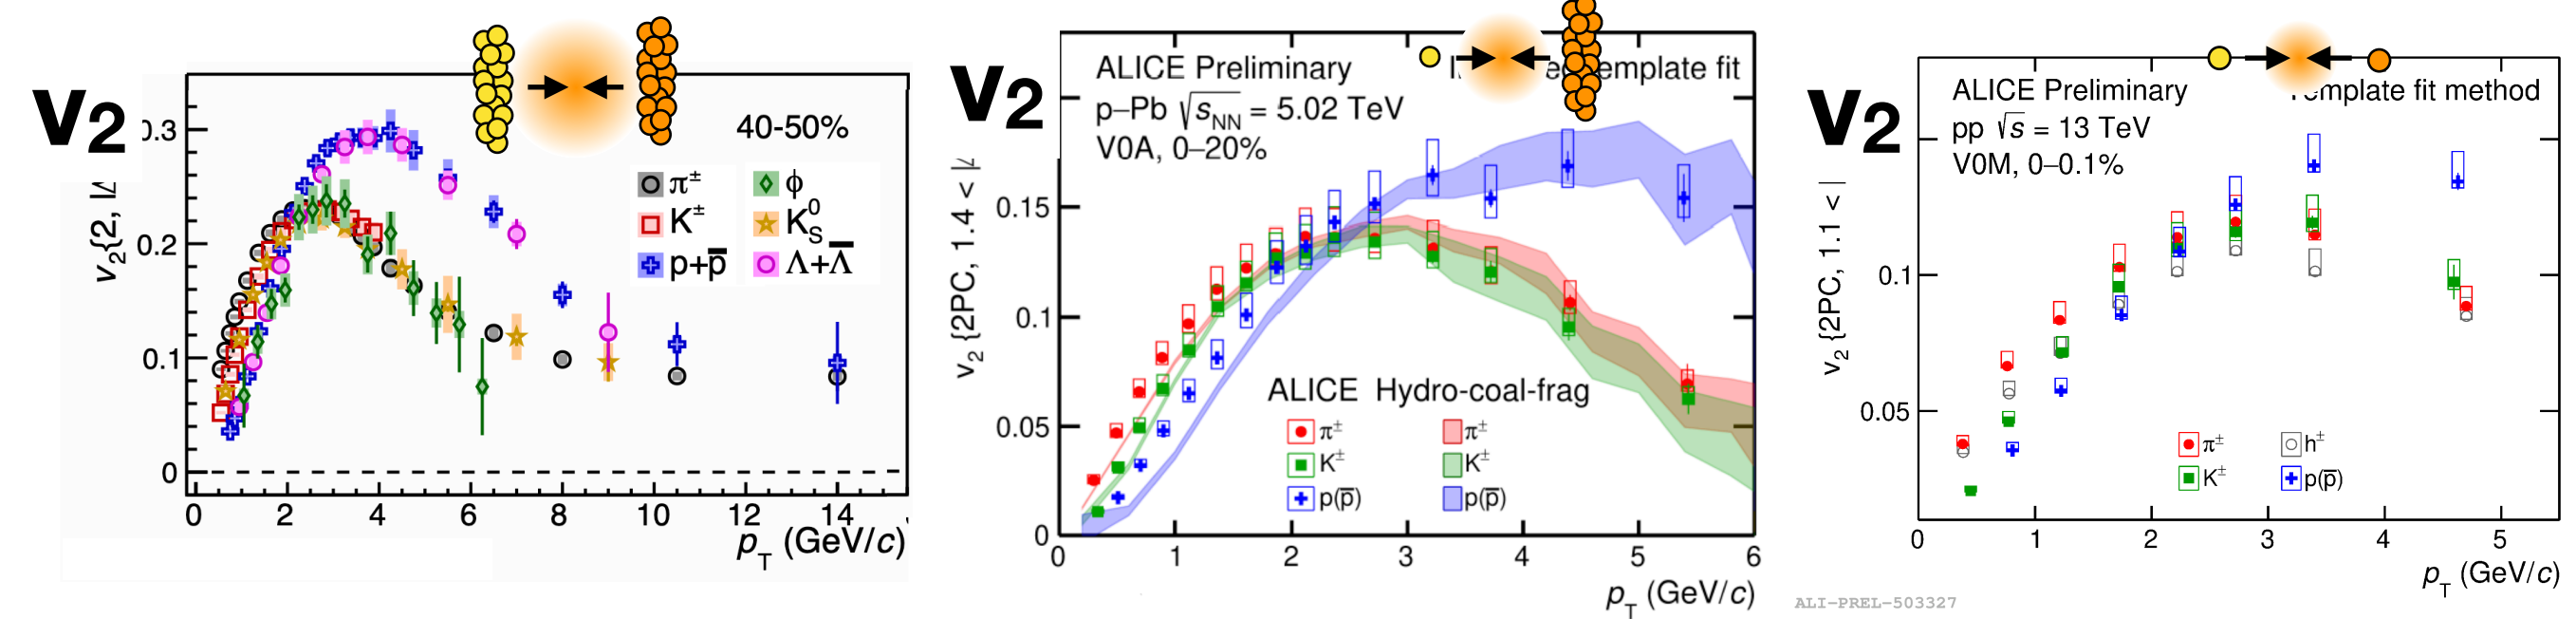 v₂
40-50%
π± φ
K± K⁰S
p+p̅ Λ+Λ̅
v₂{2, |Δ
0.3
0.2
0.1
0
0 2 4 6 8 10 12 14
pT (GeV/c)
v₂
ALICE Preliminary
p–Pb √sNN = 5.02 TeV
V0A, 0–20%
emplate fit
v₂ {2PC, 1.4 < |Δ
0.15
0.1
0.05
0
ALICE Hydro-coal-frag
π± π±
K± K±
p(p̅) p(p̅)
0 1 2 3 4 5 6
pT (GeV/c)
v₂
ALICE Preliminary
Template fit method
pp √s = 13 TeV
V0M, 0–0.1%
v₂ {2PC, 1.1 < |
0.1
0.05
π± h±
K± p(p̅)
0 1 2 3 4 5
pT (GeV/c)
ALI-PREL-503327